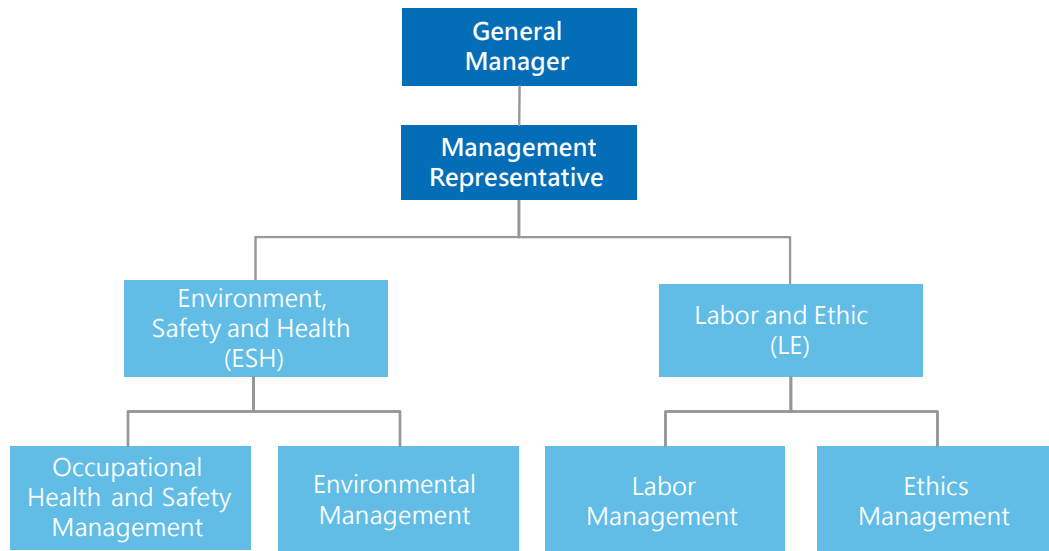 General
Manager
Management
Representative
Environment,
Safety and Health
(ESH)
Labor and Ethic
(LE)
Occupational
Health and Safety
Management
Environmental
Management
Labor
Management
Ethics
Management